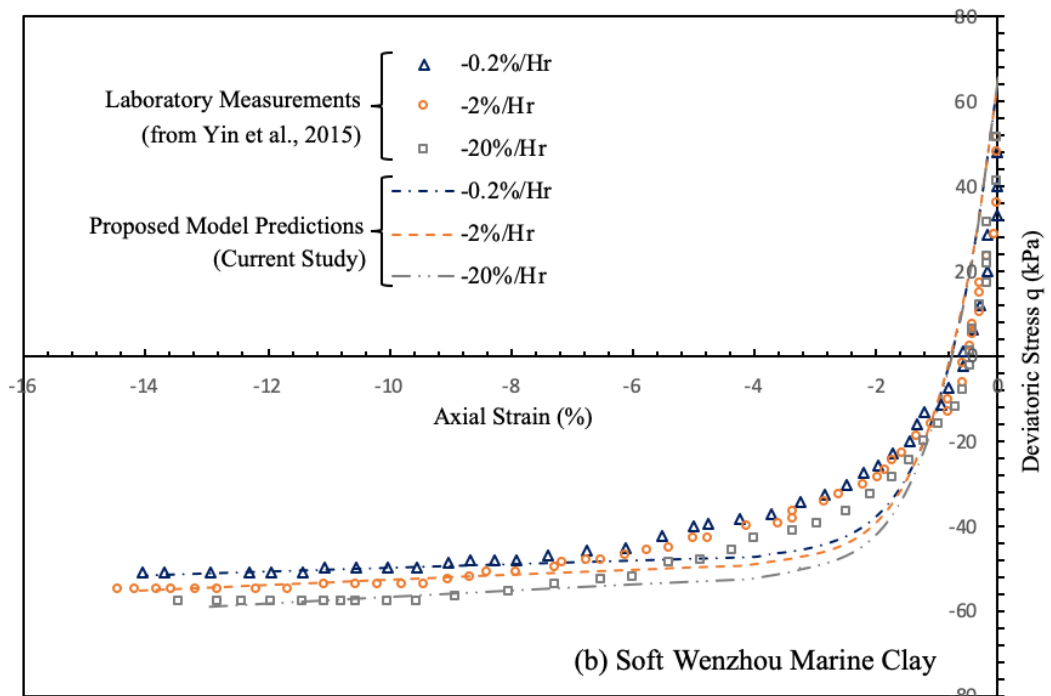 80
-0.2%/Hr
Laboratory Measurements
-2%/Hr
(from Yin et al., 2015)
-20%/Hr
-0.2%/Hr
Proposed Model Predictions
-2%/Hr
(Current Study)
-20%/Hr
60
40
20
0
-16
-14
-12
-10
-8
-6
-4
-2
0
Axial Strain (%)
Deviatoric Stress q (kPa)
-20
-40
-60
(b) Soft Wenzhou Marine Clay
80